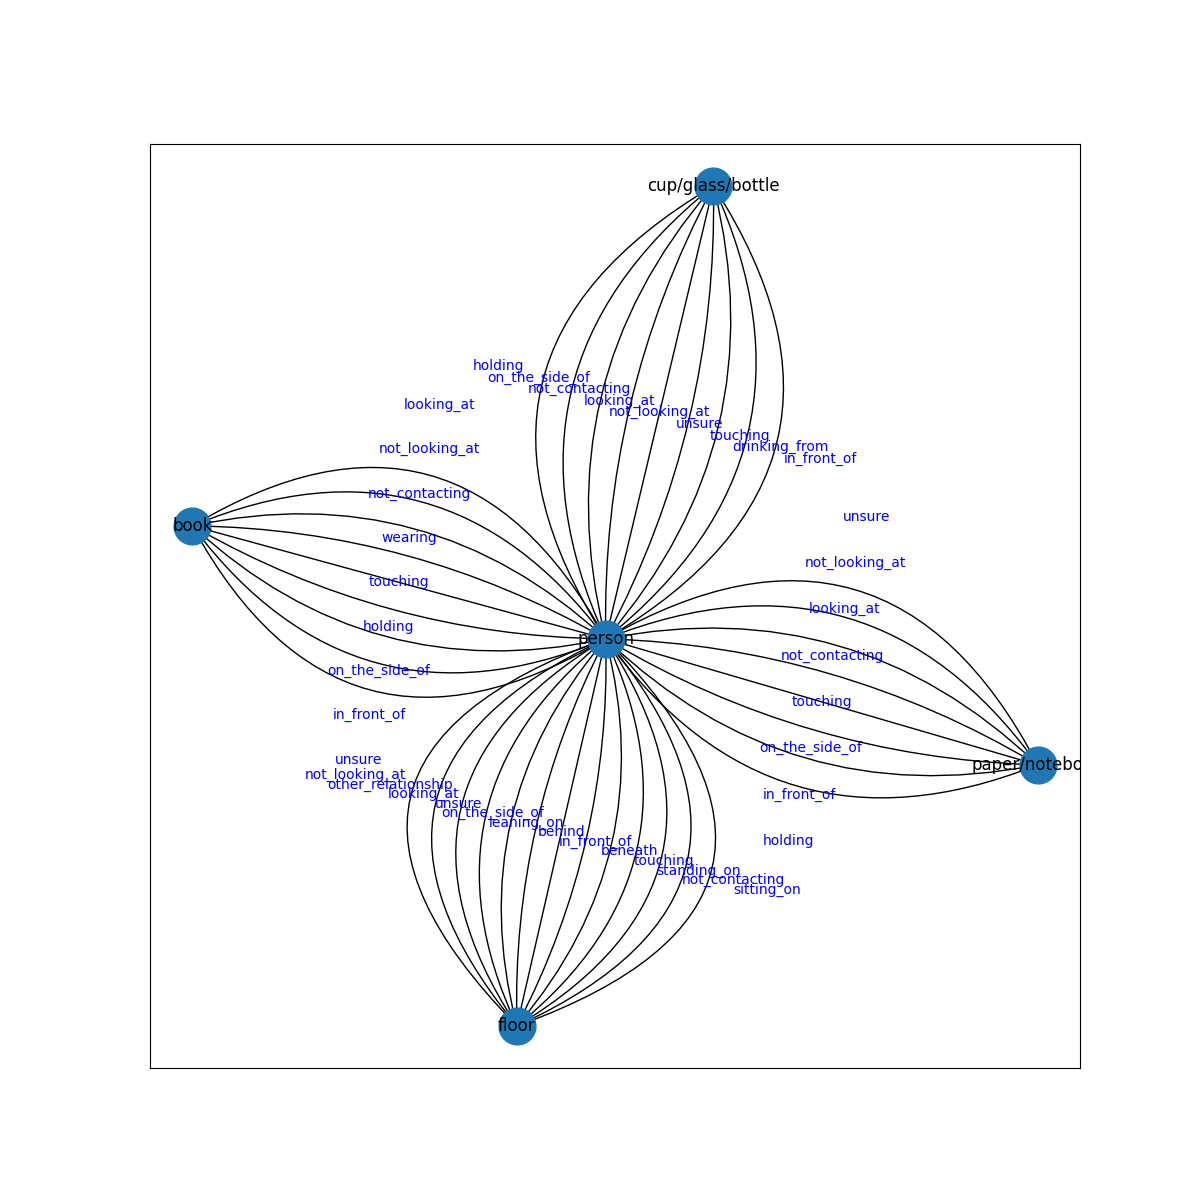 cup/glass/bottle
holding
on_the_side_of
not_contacting
looking_at
looking_at
not_looking_at
unsure
touching
drinking_from
not_looking_at
in_front_of
not_contacting
unsure
book
wearing
not_looking_at
touching
looking_at
holding
person
not_contacting
on_the_side_of
touching
in_front_of
on_the_side_of
unsure
paper/notebo
not_looking_at
other_relationship
looking_at
in_front_of
unsure
on_the_side_of
leaning_on
behind
in_front_of
holding
beneath
touching
standing_on
not_contacting
sitting_on
floor